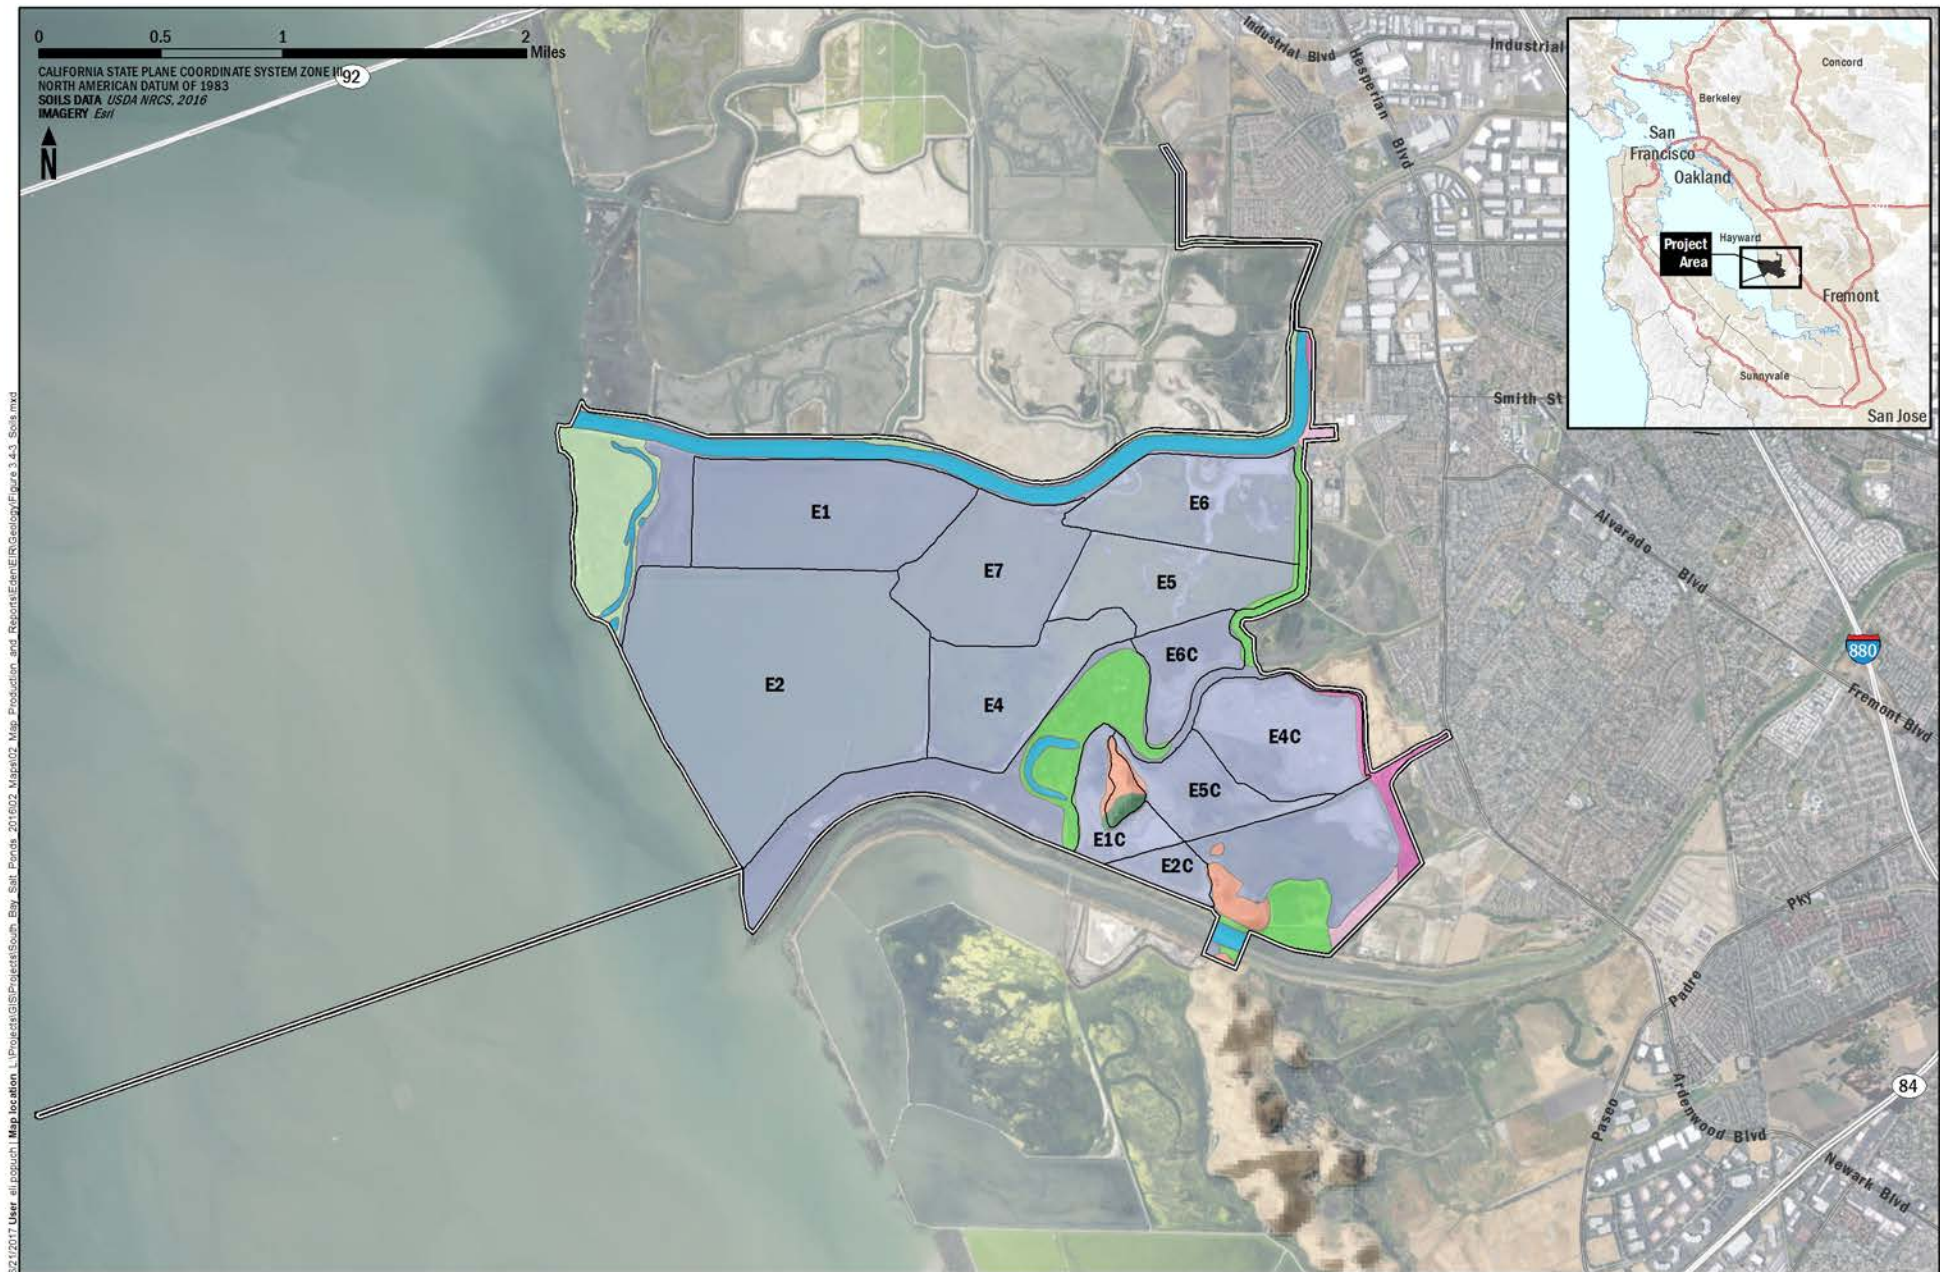 0 0.5 1 2
Miles
CALIFORNIA STATE PLANE COORDINATE SYSTEM ZONE III
NORTH AMERICAN DATUM OF 1983
SOILS DATA USDA NRCS, 2016
IMAGERY Esri
N
92
Industrial Blvd
Hesperian Blvd
Industrial
Concord
Berkeley
San
Francisco
Oakland
Hayward
Project
Area
Fremont
Sunnyvale
San Jose
Smith St
Alvarado Blvd
880
Fremont Blvd
E1
E6
E7
E5
E6C
E2
E4
E4C
E5C
E1C
E2C
Paseo Padre Pky
84
Ardenwood Blvd
Newark Blvd